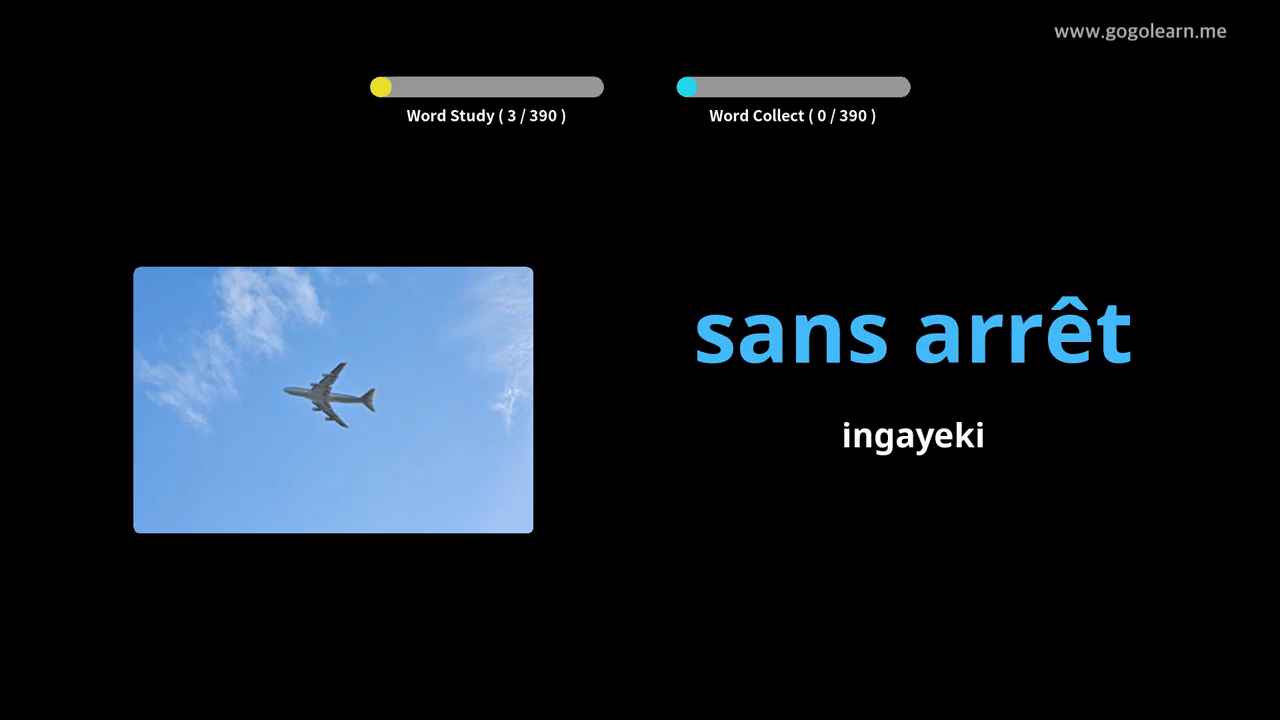 www.gogolearn.me
Word Study ( 3 / 390 )
Word Collect ( 0 / 390 )
sans arrêt
ingayeki